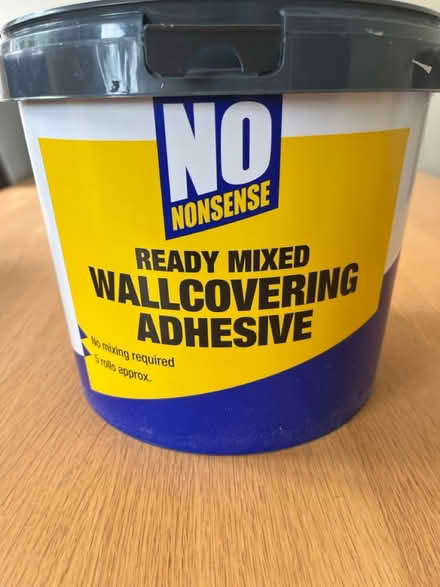 NO
NONSENSE
READY MIXED
WALLCOVERING
ADHESIVE
No mixing required
5 rolls approx.